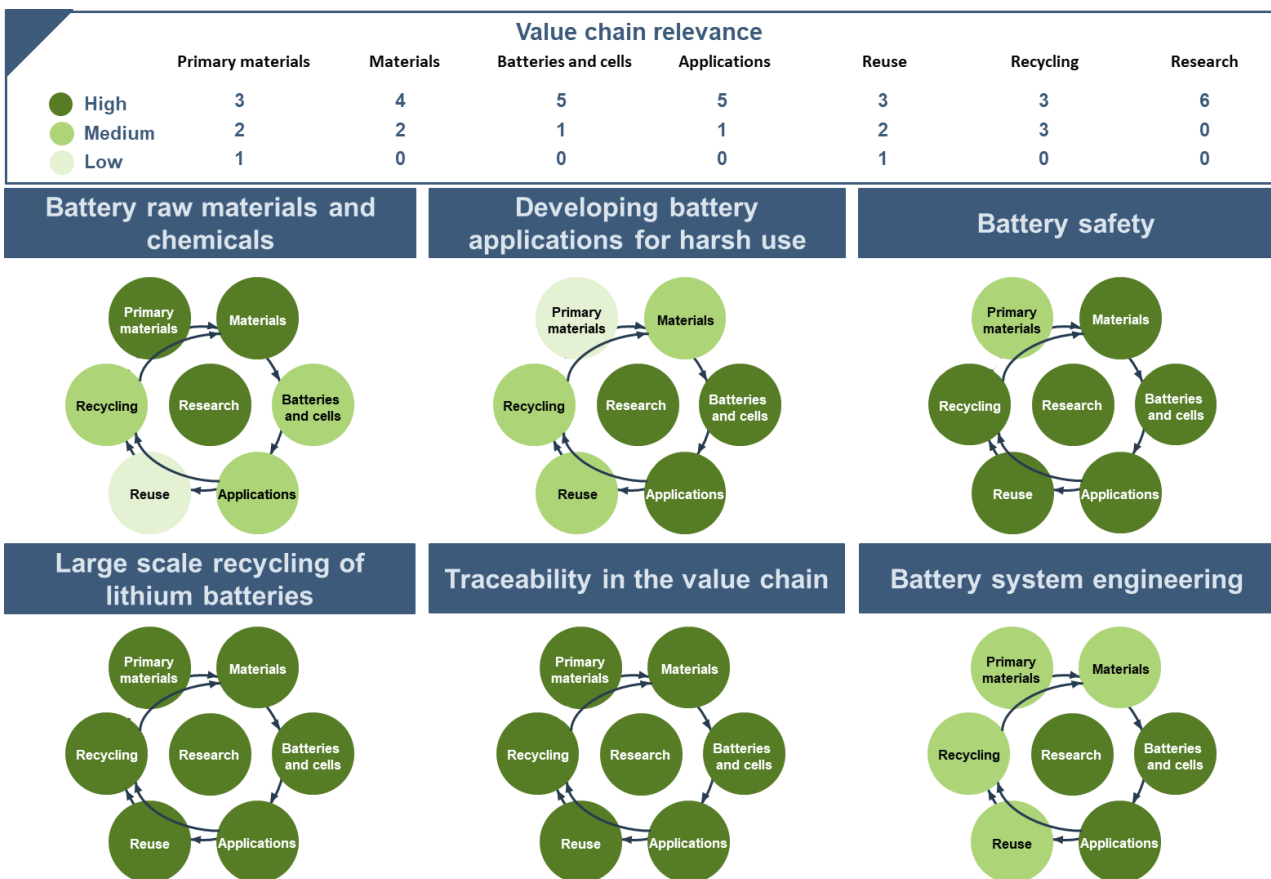 Value chain relevance
Primary materials Materials Batteries and cells Applications Reuse Recycling Research
High 3 4 5 5 3 3 6
Medium 2 2 1 1 2 3 0
Low 1 0 0 0 1 0 0
Battery raw materials and
chemicals
Developing battery
applications for harsh use
Battery safety
Primary
materials
Materials
Recycling
Research
Batteries
and cells
Reuse
Applications
Primary
materials
Materials
Recycling
Research
Batteries
and cells
Reuse
Applications
Primary
materials
Materials
Recycling
Research
Batteries
and cells
Reuse
Applications
Large scale recycling of
lithium batteries
Traceability in the value chain
Battery system engineering
Primary
materials
Materials
Recycling
Research
Batteries
and cells
Reuse
Applications
Primary
materials
Materials
Recycling
Research
Batteries
and cells
Reuse
Applications
Primary
materials
Materials
Recycling
Research
Batteries
and cells
Reuse
Applications